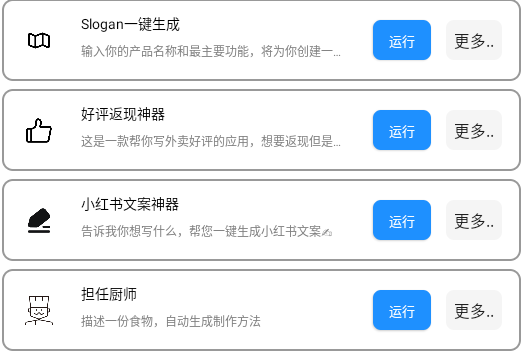 Slogan一键生成
输入你的产品名称和最主要功能，将为你创建一...
运行
更多..
好评返现神器
这是一款帮你写外卖好评的应用，想要返现但是...
运行
更多..
小红书文案神器
告诉我你想写什么，帮您一键生成小红书文案✍
运行
更多..
担任厨师
描述一份食物，自动生成制作方法
运行
更多..